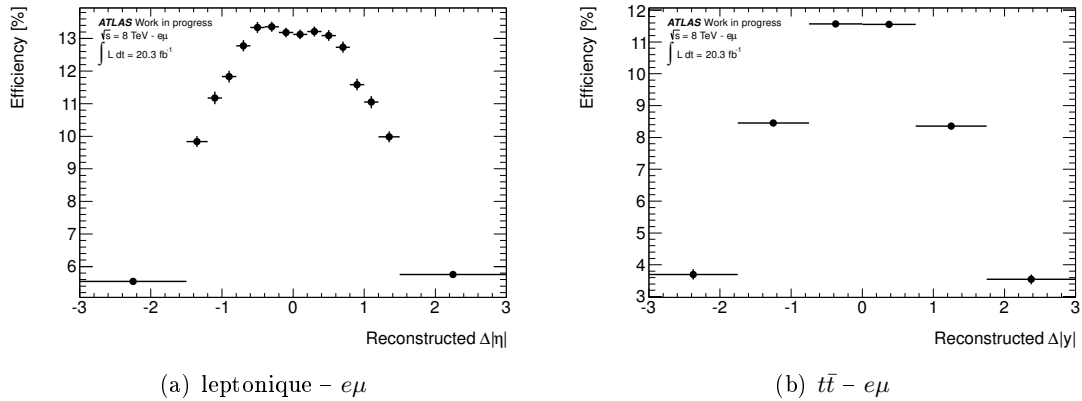 Efficiency [%]
ATLAS Work in progress
√s = 8 TeV - eμ
∫ L dt = 20.3 fb⁻¹
13
12
11
10
9
8
7
6
-3 -2 -1 0 1 2 3
Reconstructed Δ|η|
(a) leptonique – eμ
Efficiency [%]
ATLAS Work in progress
√s = 8 TeV - eμ
∫ L dt = 20.3 fb⁻¹
12
11
10
9
8
7
6
5
4
3
-3 -2 -1 0 1 2 3
Reconstructed Δ|y|
(b) tt̄ – eμ